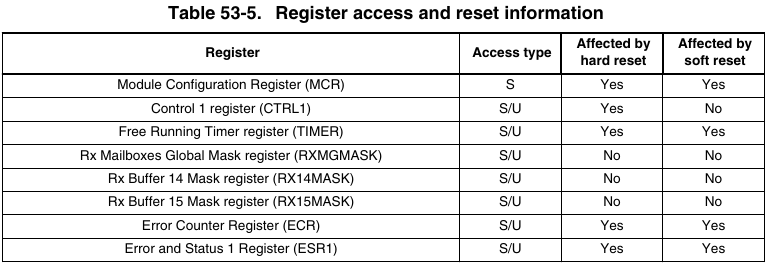 Table 53-5. Register access and reset information
Register Access type Affected by hard reset Affected by soft reset
Module Configuration Register (MCR) S Yes Yes
Control 1 register (CTRL1) S/U Yes No
Free Running Timer register (TIMER) S/U Yes Yes
Rx Mailboxes Global Mask register (RXMGMASK) S/U No No
Rx Buffer 14 Mask register (RX14MASK) S/U No No
Rx Buffer 15 Mask register (RX15MASK) S/U No No
Error Counter Register (ECR) S/U Yes Yes
Error and Status 1 Register (ESR1) S/U Yes Yes